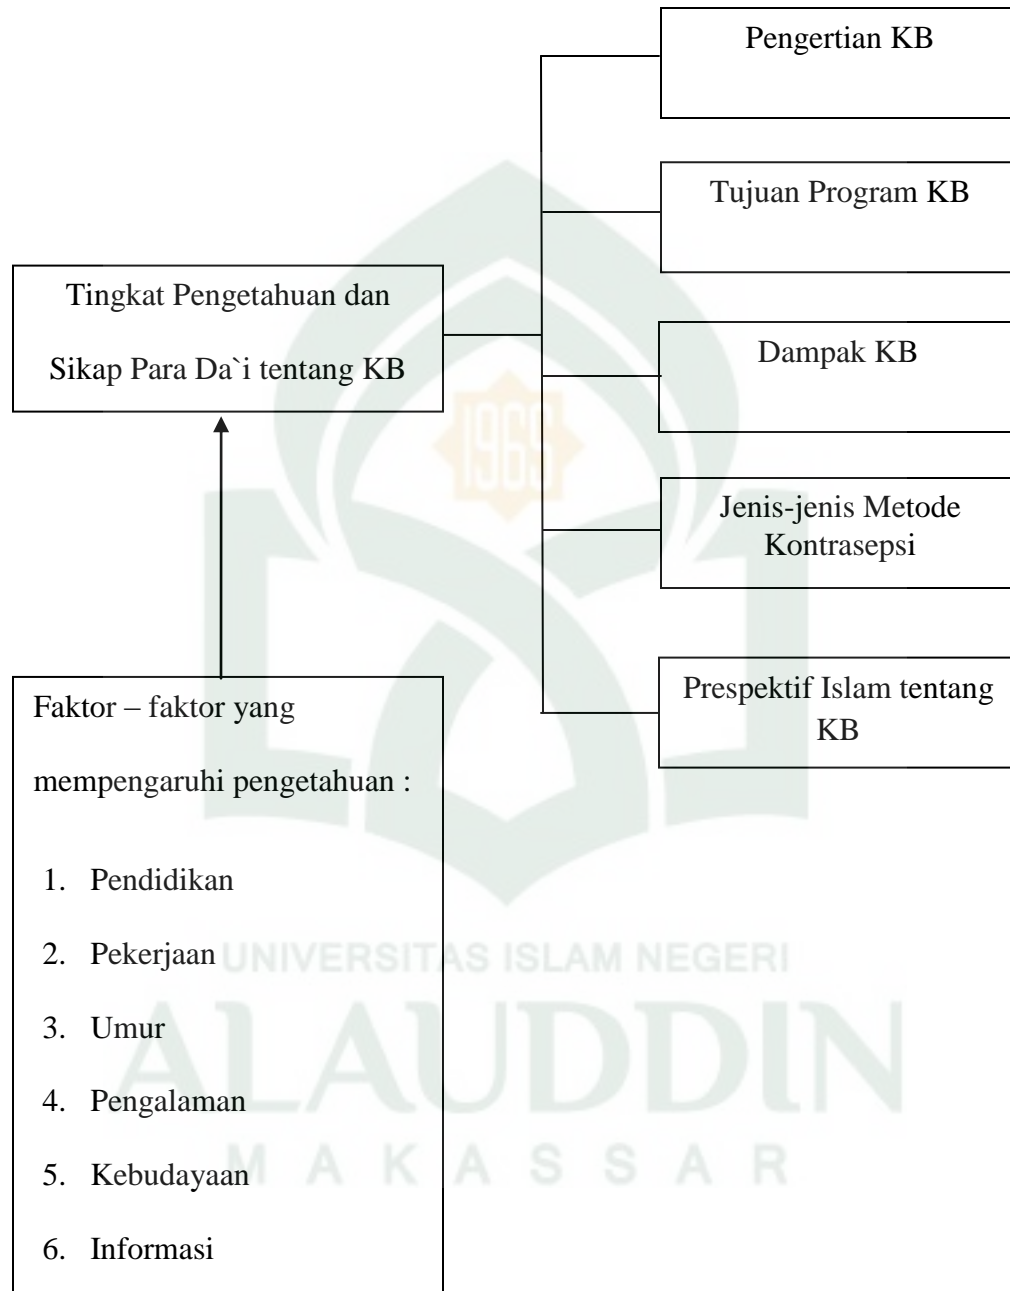 Pengertian KB
Tujuan Program KB
Tingkat Pengetahuan dan
Sikap Para Da`i tentang KB
Dampak KB
Jenis-jenis Metode
Kontrasepsi
Prespektif Islam tentang
KB
Faktor – faktor yang
mempengaruhi pengetahuan :
1. Pendidikan
2. Pekerjaan
3. Umur
4. Pengalaman
5. Kebudayaan
6. Informasi
1965
UNIVERSITAS ISLAM NEGERI
ALAUDDIN
MAKASSAR